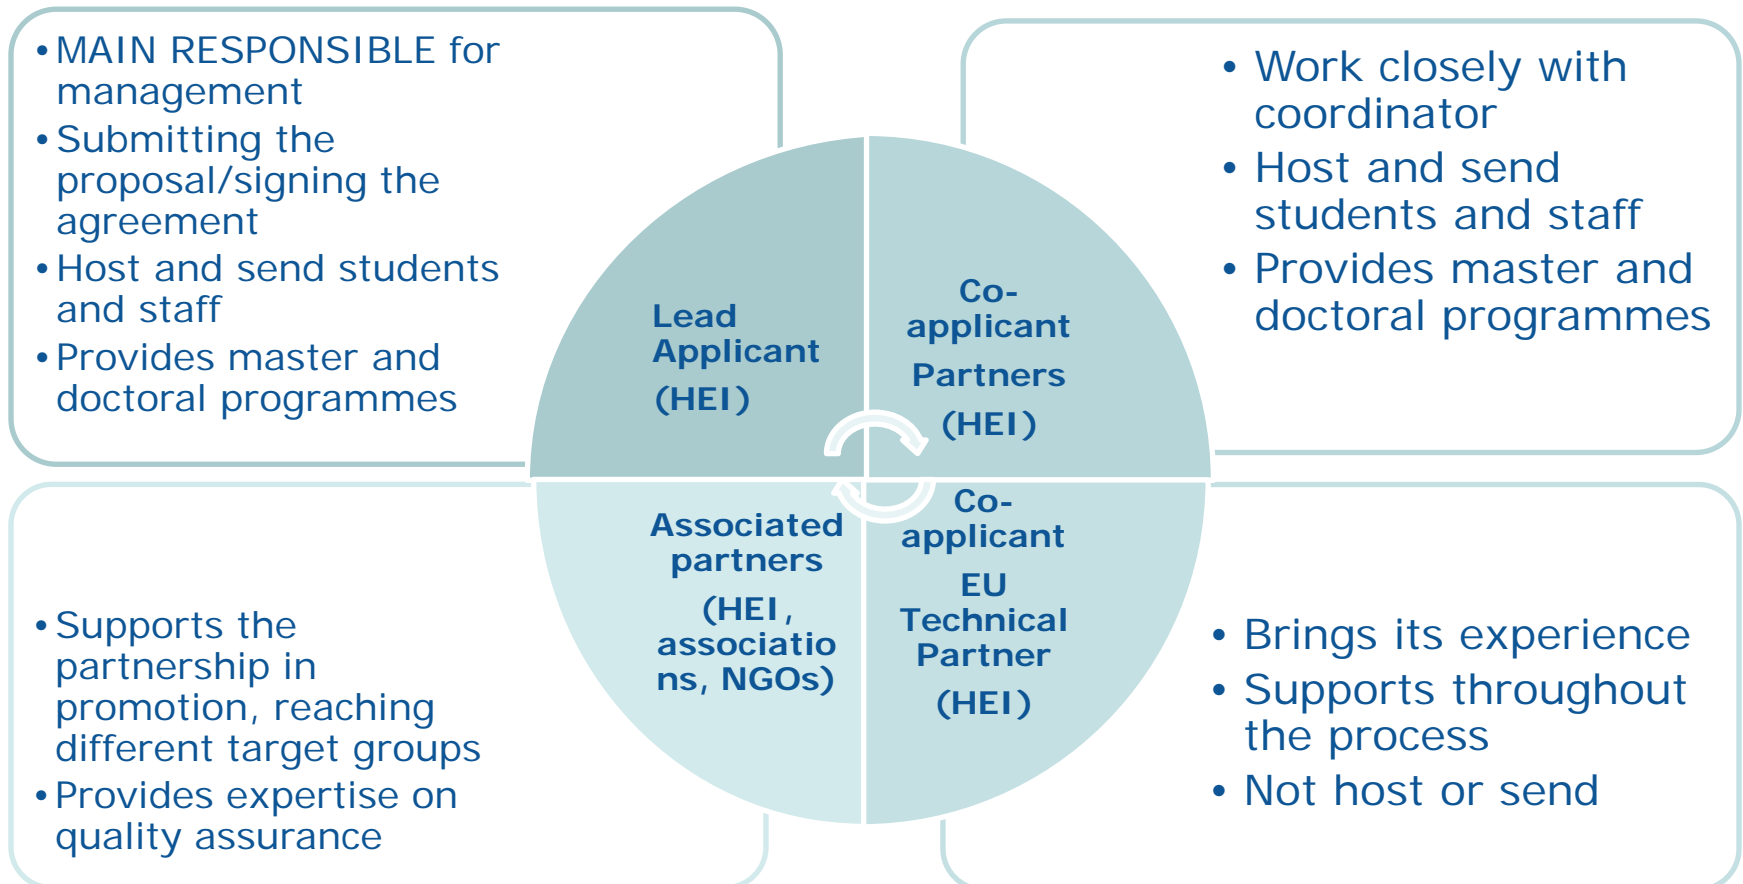 • MAIN RESPONSIBLE for
management
• Submitting the
proposal/signing the
agreement
• Host and send students
and staff
• Provides master and
doctoral programmes
• Work closely with
coordinator
• Host and send
students and staff
• Provides master and
doctoral programmes
Lead
Applicant
(HEI)
Co-
applicant
Partners
(HEI)
Associated
partners
(HEI,
associatio
ns, NGOs)
Co-
applicant
EU
Technical
Partner
(HEI)
• Supports the
partnership in
promotion, reaching
different target groups
• Provides expertise on
quality assurance
• Brings its experience
• Supports throughout
the process
• Not host or send